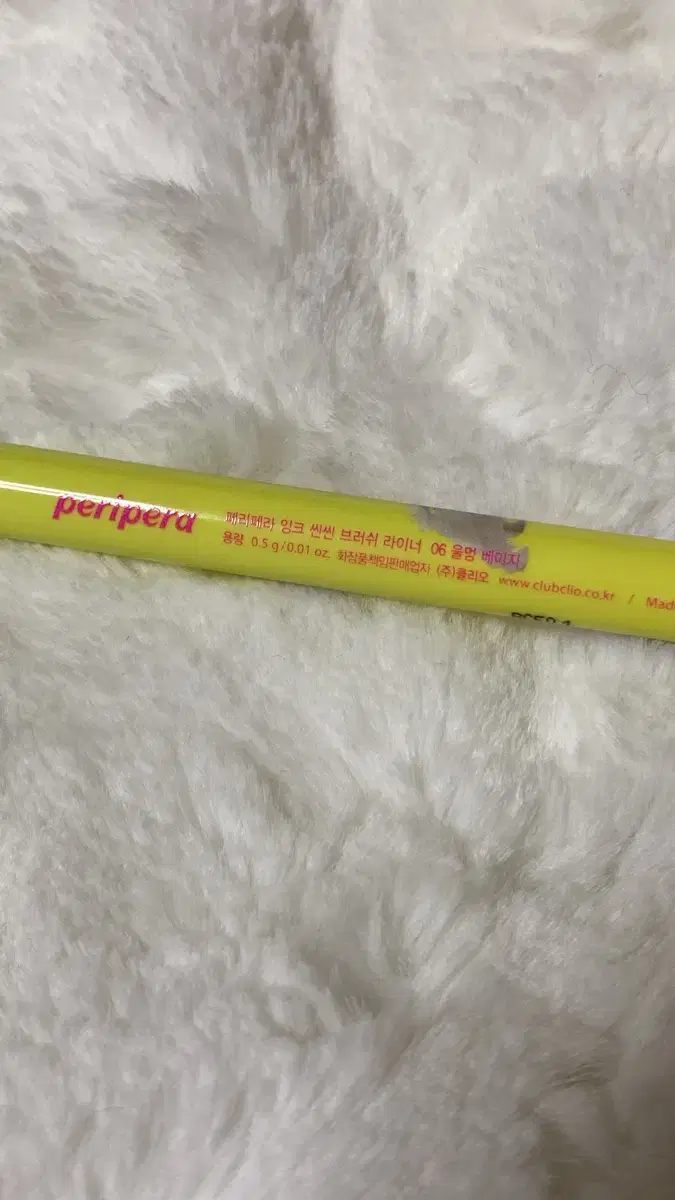 peripera
페리페라 잉크 씬씬 브러쉬 라이너 06 울멍 베이지
용량 0.5 g/0.01 oz. 화장품책임판매업자 (주)클리오 www.clubclio.co.kr / Made